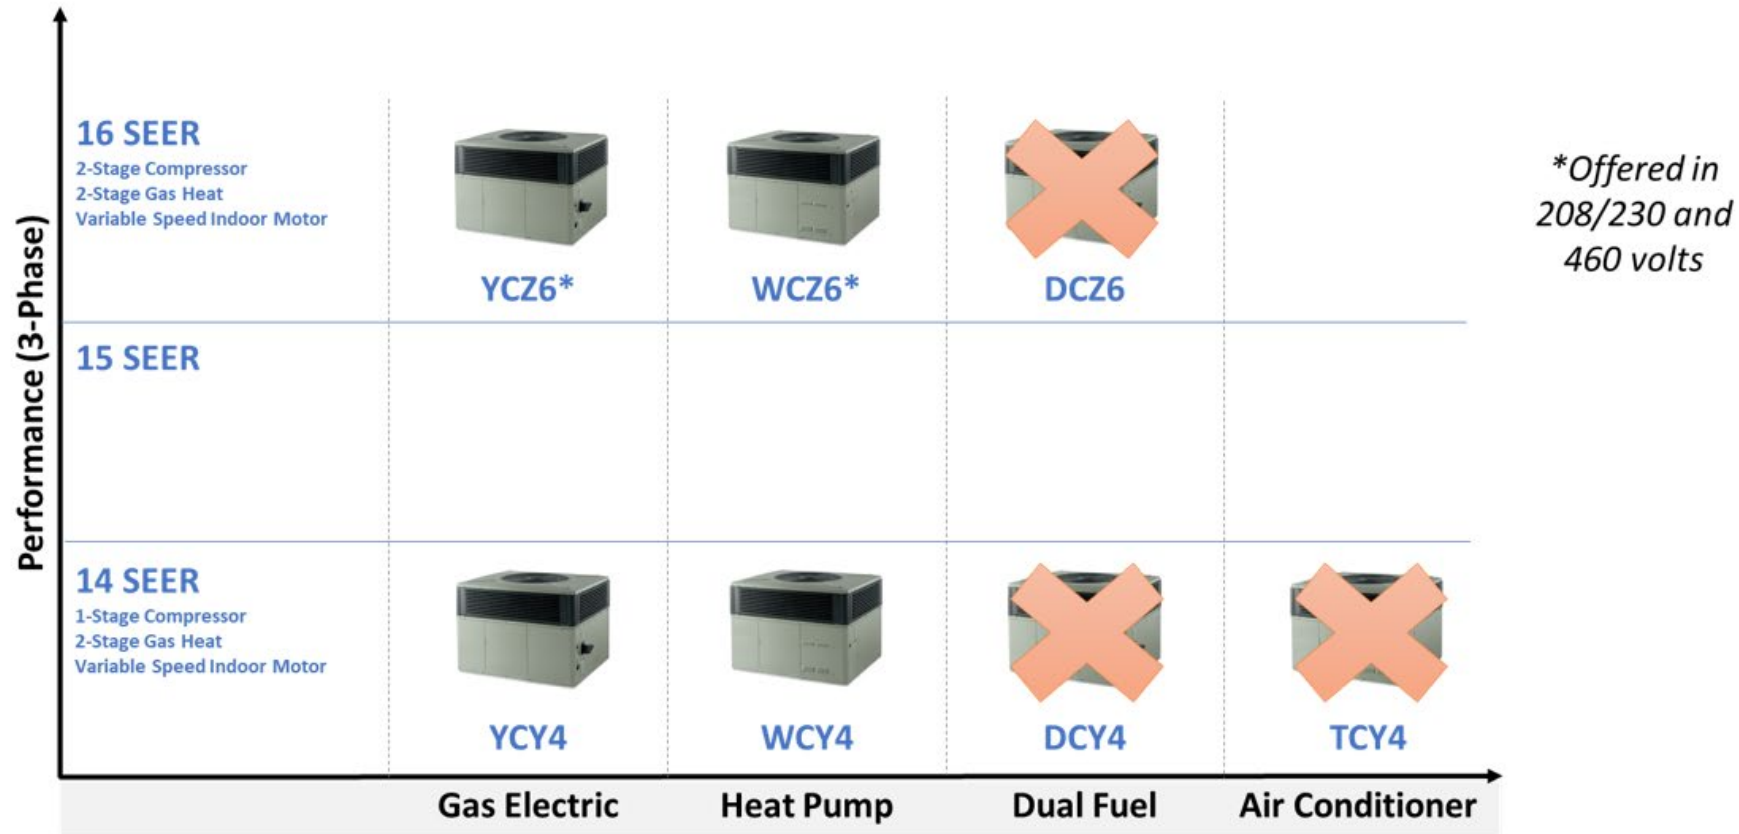 Performance (3-Phase)
16 SEER
2-Stage Compressor
2-Stage Gas Heat
Variable Speed Indoor Motor
YCZ6*
WCZ6*
DCZ6
*Offered in
208/230 and
460 volts
15 SEER
14 SEER
1-Stage Compressor
2-Stage Gas Heat
Variable Speed Indoor Motor
YCY4
WCY4
DCY4
TCY4
Gas Electric
Heat Pump
Dual Fuel
Air Conditioner